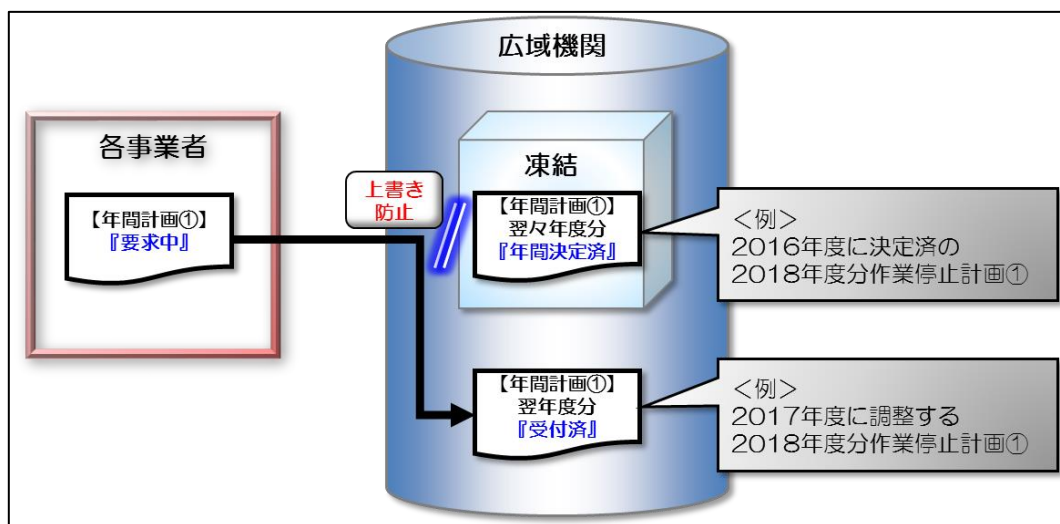 広域機関
各事業者
【年間計画①】
『要求中』
上書き
防止
凍結
【年間計画①】
翌々年度分
『年間決定済』
<例>
2016年度に決定済の
2018年度分作業停止計画①
【年間計画①】
翌年度分
『受付済』
<例>
2017年度に調整する
2018年度分作業停止計画①